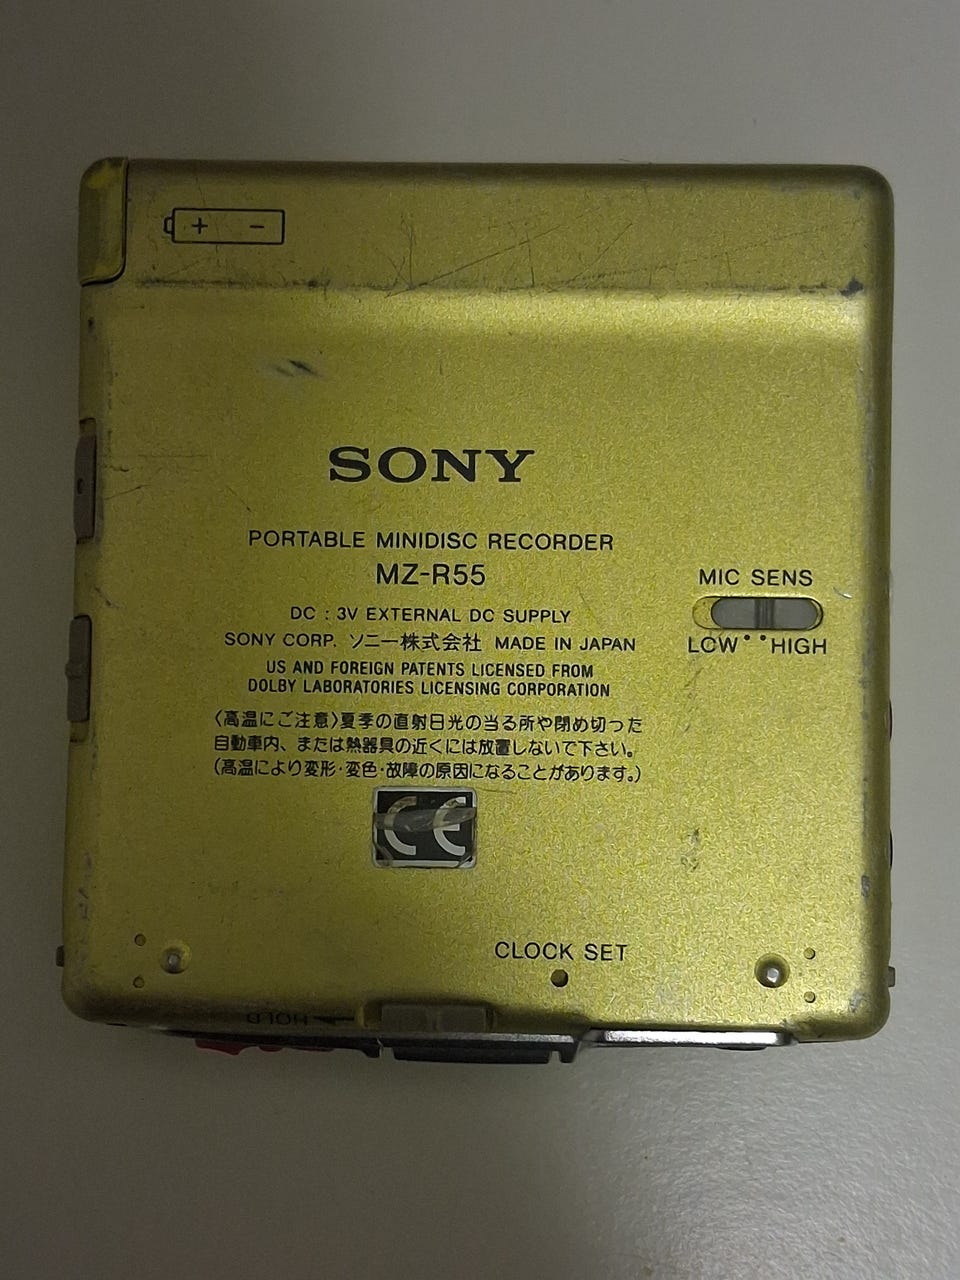 + -
SONY
PORTABLE MINIDISC RECORDER
MZ-R55
MIC SENS
LOW HIGH
DC : 3V EXTERNAL DC SUPPLY
SONY CORP. ソニー株式会社 MADE IN JAPAN
US AND FOREIGN PATENTS LICENSED FROM
DOLBY LABORATORIES LICENSING CORPORATION
〈高温にご注意〉夏季の直射日光の当る所や閉め切った
自動車内、または熱器具の近くには放置しないで下さい。
(高温により変形・変色・故障の原因になることがあります。)
CE
CLOCK SET
HOLD